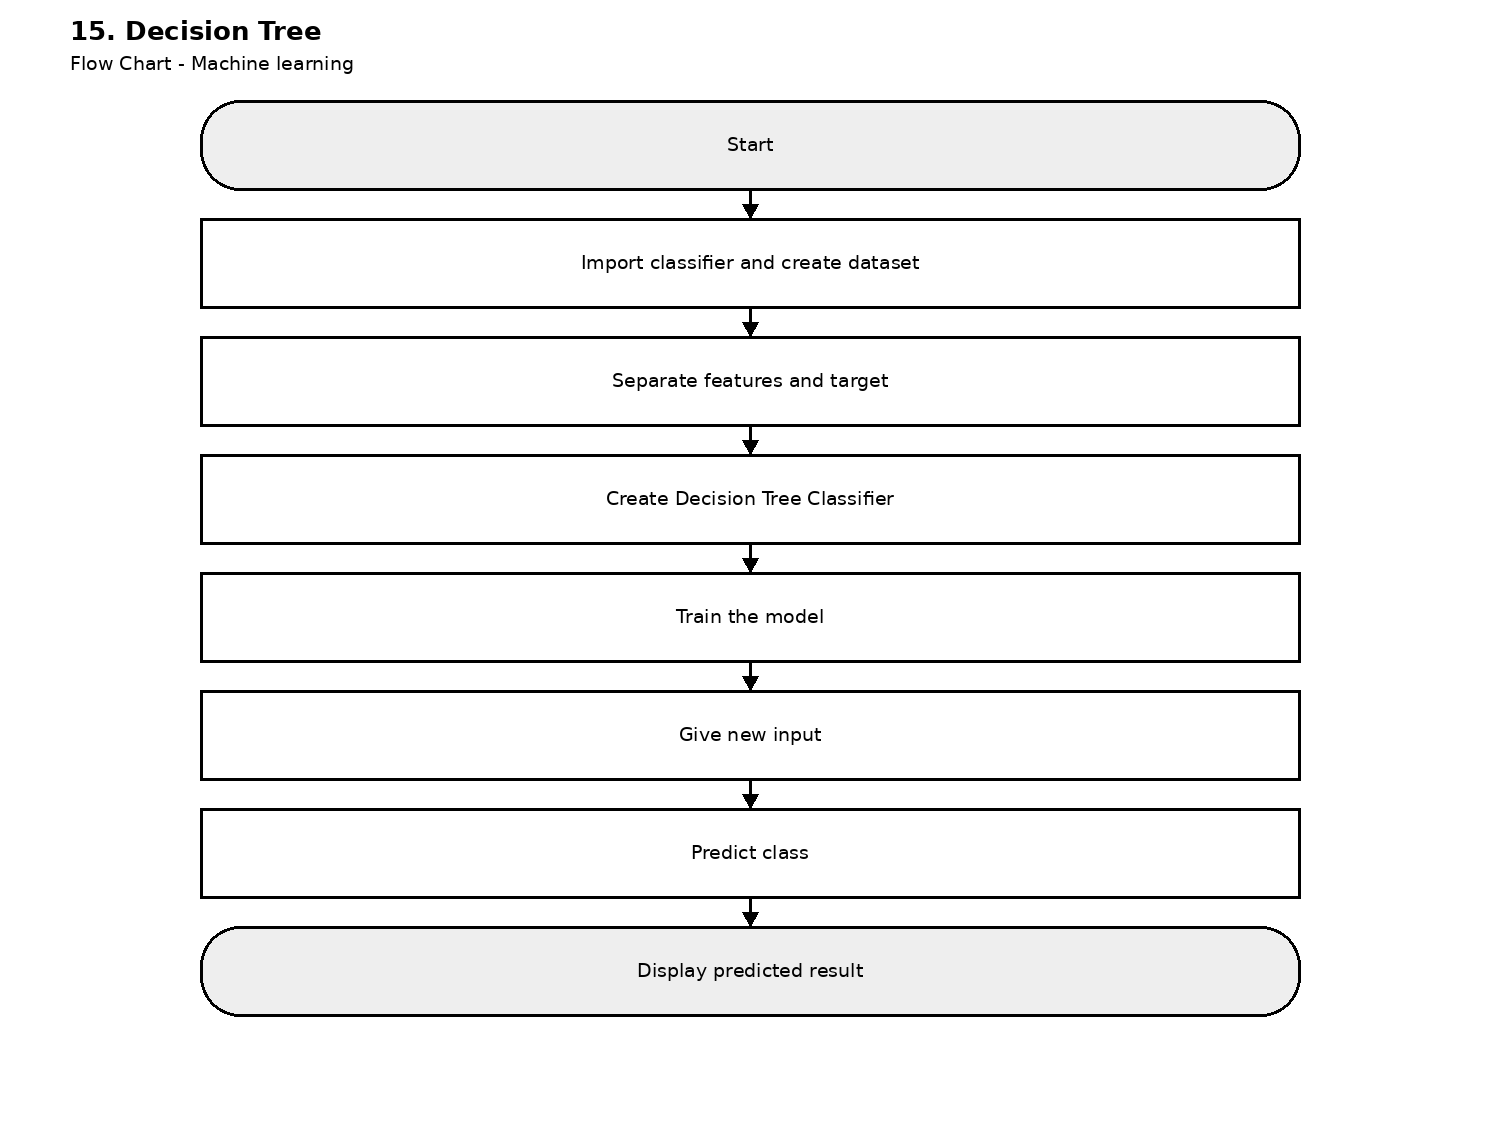 15. Decision Tree
Flow Chart - Machine learning
Start
Import classifier and create dataset
Separate features and target
Create Decision Tree Classifier
Train the model
Give new input
Predict class
Display predicted result